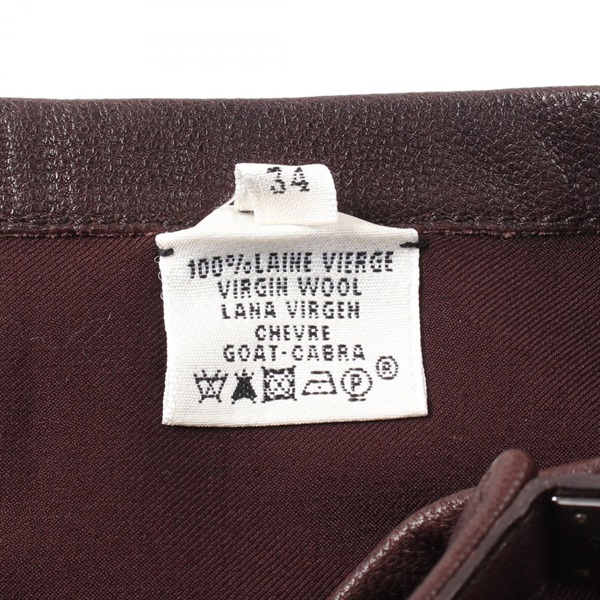 34
100% LAINE VIERGE
VIRGIN WOOL
LANA VIRGEN
CHEVRE
GOAT-CABRA
P ®